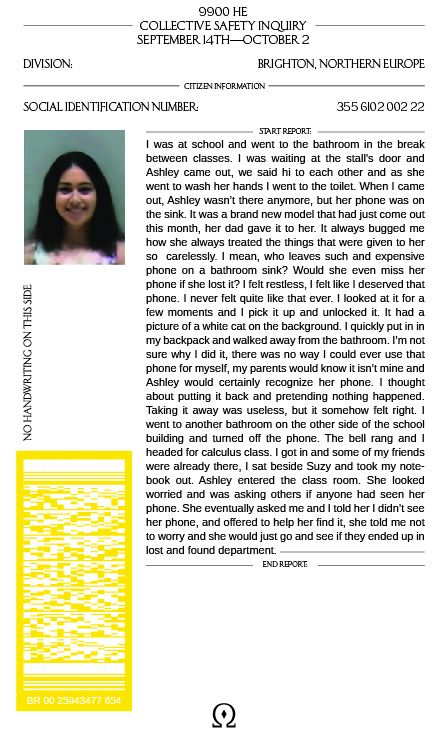 9900 HE
COLLECTIVE SAFETY INQUIRY
SEPTEMBER 14TH—OCTOBER 2
DIVISION: BRIGHTON, NORTHERN EUROPE
CITIZEN INFORMATION
SOCIAL IDENTIFICATION NUMBER: 355 6102 002 22
START REPORT:
I was at school and went to the bathroom in the break
between classes. I was waiting at the stall's door and
Ashley came out, we said hi to each other and as she
went to wash her hands I went to the toilet. When I came
out, Ashley wasn't there anymore, but her phone was on
the sink. It was a brand new model that had just come out
this month, her dad gave it to her. It always bugged me
how she always treated the things that were given to her
so carelessly. I mean, who leaves such and expensive
phone on a bathroom sink? Would she even miss her
phone if she lost it? I felt restless, I felt like I deserved that
phone. I never felt quite like that ever. I looked at it for a
few moments and I pick it up and unlocked it. It had a
picture of a white cat on the background. I quickly put in in
my backpack and walked away from the bathroom. I'm not
sure why I did it, there was no way I could ever use that
phone for myself, my parents would know it isn't mine and
Ashley would certainly recognize her phone. I thought
about putting it back and pretending nothing happened.
Taking it away was useless, but it somehow felt right. I
went to another bathroom on the other side of the school
building and turned off the phone. The bell rang and I
headed for calculus class. I got in and some of my friends
were already there, I sat beside Suzy and took my note-
book out. Ashley entered the class room. She looked
worried and was asking others if anyone had seen her
phone. She eventually asked me and I told her I didn't see
her phone, and offered to help her find it, she told me not
to worry and she would just go and see if they ended up in
lost and found department.
END REPORT:
NO HANDWRITING ON THIS SIDE
BR 00 25943477 654